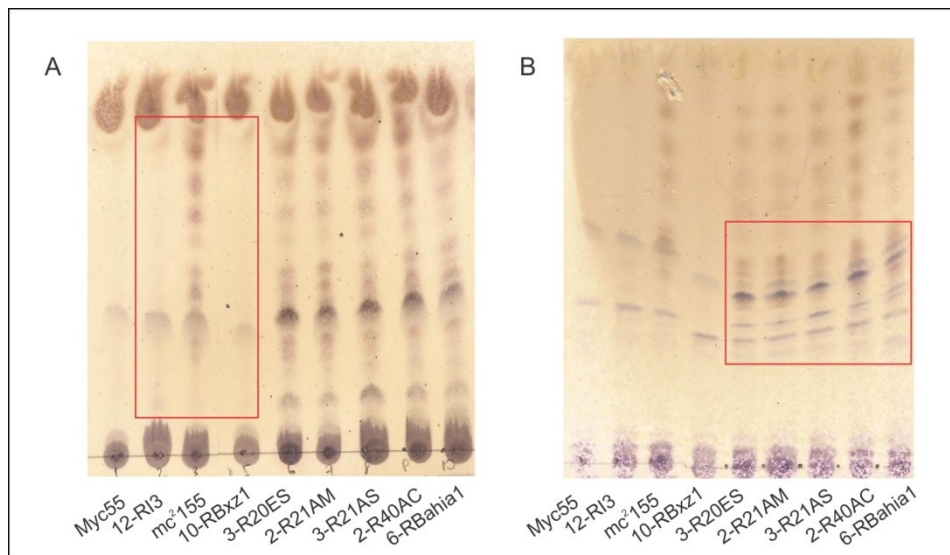 A
B
Myc55
12-RI3
mc²155
10-RBxz1
3-R20ES
2-R21AM
3-R21AS
2-R40AC
6-RBahia1
Myc55
12-RI3
mc²155
10-RBxz1
3-R20ES
2-R21AM
3-R21AS
2-R40AC
6-RBahia1